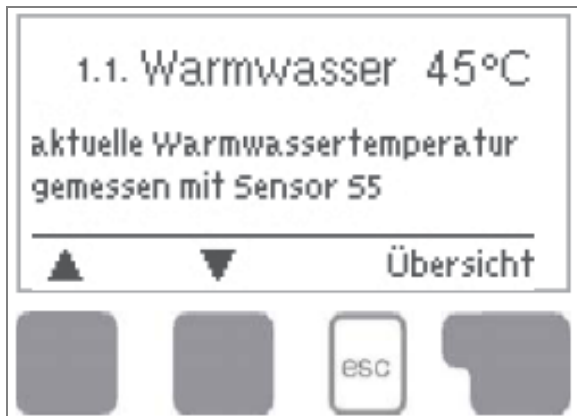 1.1. Warmwasser 45°C
aktuelle Warmwassertemperatur
gemessen mit Sensor S5
▲ ▼ Übersicht
esc